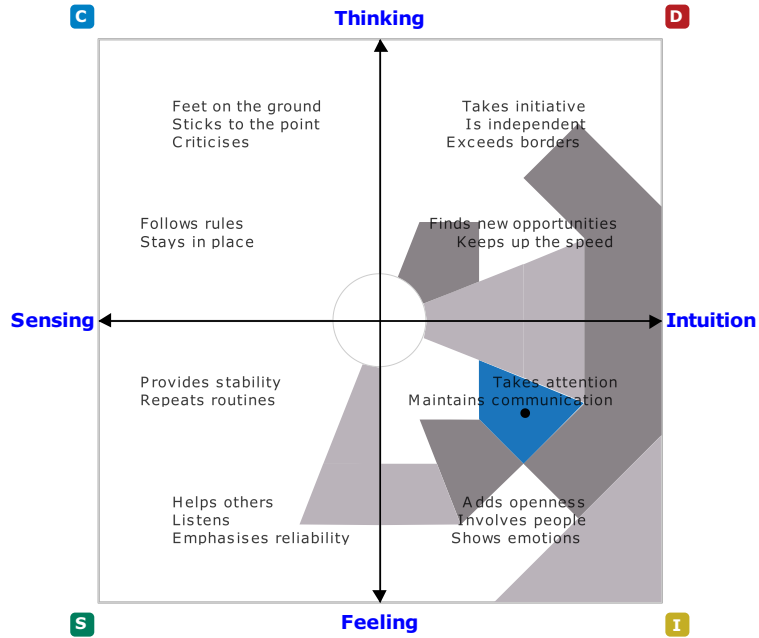 C
Thinking
D
Feet on the ground
Sticks to the point
Criticises
Takes initiative
Is independent
Exceeds borders
Follows rules
Stays in place
Finds new opportunities
Keeps up the speed
Sensing
Intuition
Provides stability
Repeats routines
Takes attention
Maintains communication
Helps others
Listens
Emphasises reliability
Adds openness
Involves people
Shows emotions
S
Feeling
I